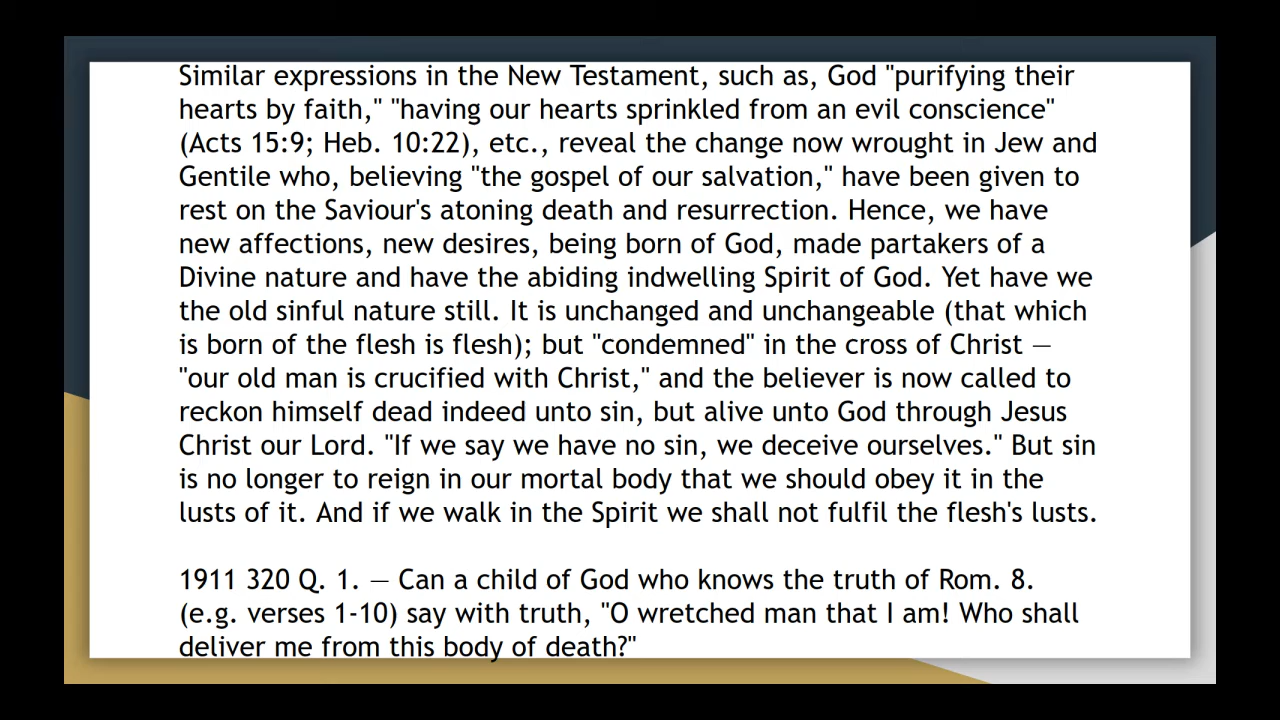 Similar expressions in the New Testament, such as, God "purifying their
hearts by faith," "having our hearts sprinkled from an evil conscience"
(Acts 15:9; Heb. 10:22), etc., reveal the change now wrought in Jew and
Gentile who, believing "the gospel of our salvation," have been given to
rest on the Saviour's atoning death and resurrection. Hence, we have
new affections, new desires, being born of God, made partakers of a
Divine nature and have the abiding indwelling Spirit of God. Yet have we
the old sinful nature still. It is unchanged and unchangeable (that which
is born of the flesh is flesh); but "condemned" in the cross of Christ —
"our old man is crucified with Christ," and the believer is now called to
reckon himself dead indeed unto sin, but alive unto God through Jesus
Christ our Lord. "If we say we have no sin, we deceive ourselves." But sin
is no longer to reign in our mortal body that we should obey it in the
lusts of it. And if we walk in the Spirit we shall not fulfil the flesh's lusts.
1911 320 Q. 1. — Can a child of God who knows the truth of Rom. 8.
(e.g. verses 1-10) say with truth, "O wretched man that I am! Who shall
deliver me from this body of death?"